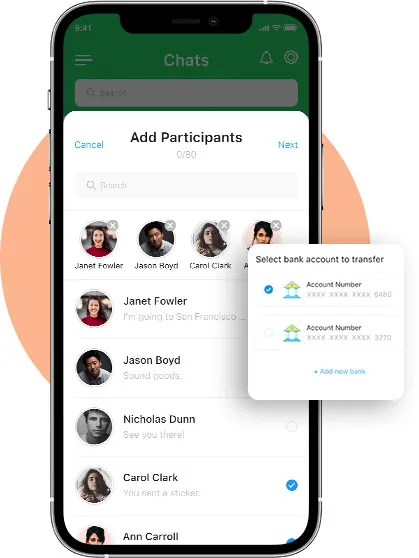 9:41
Chats
Search
Cancel
Add Participants
Next
0/80
Search
Janet Fowler
Jason Boyd
Carol Clark
A
Janet Fowler
I'm going to San Francisco ...
Jason Boyd
Sound goods.
Nicholas Dunn
See you there!
Carol Clark
You sent a sticker.
Ann Carroll
Select bank account to transfer
Account Number
XXXX XXXX XXXX 6480
Account Number
XXXX XXXX XXXX 3270
+ Add new bank